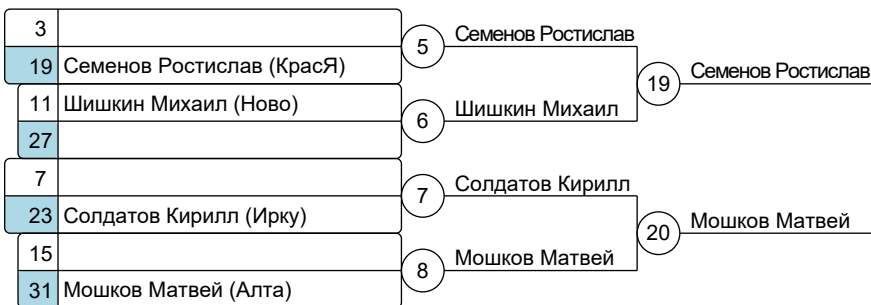 3
5 Семенов Ростислав
19 Семенов Ростислав (КрасЯ)
19 Семенов Ростислав
11 Шишкин Михаил (Ново)
6 Шишкин Михаил
27
7
7 Солдатов Кирилл
23 Солдатов Кирилл (Ирку)
20 Мошков Матвей
15
8 Мошков Матвей
31 Мошков Матвей (Алта)